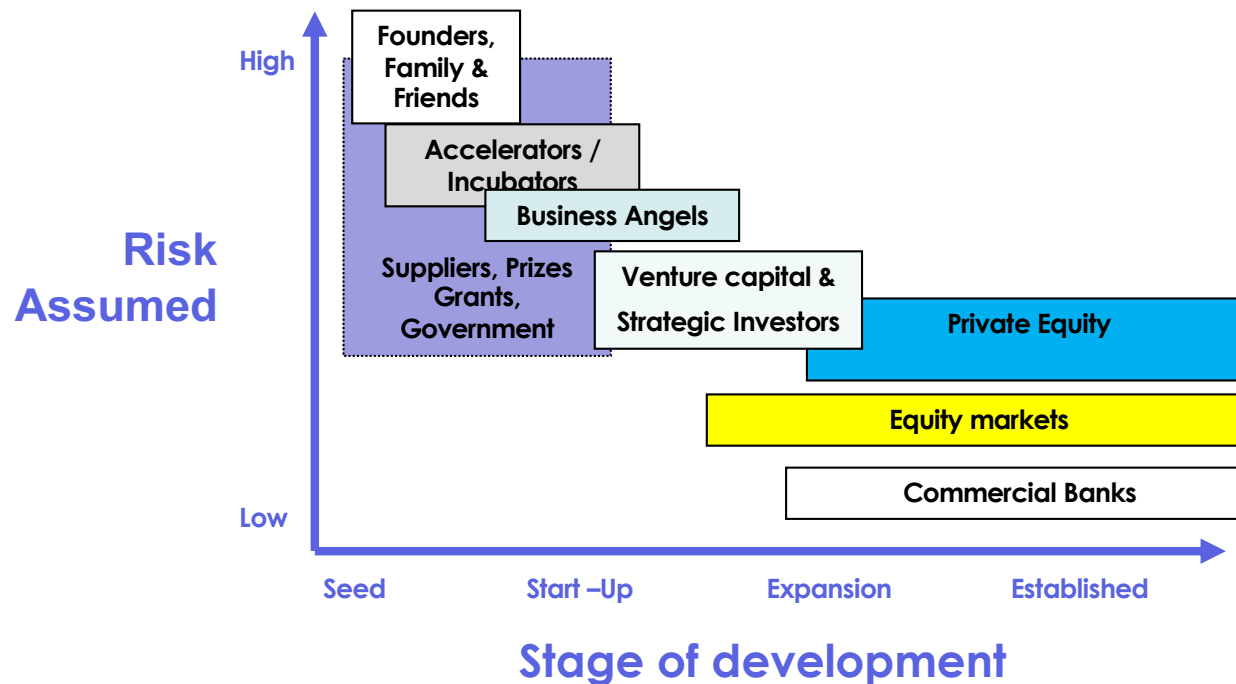 Founders,
Family &
Friends
High
Accelerators /
Incubators
Business Angels
Risk
Assumed
Suppliers, Prizes
Grants,
Government
Venture capital &
Strategic Investors
Private Equity
Equity markets
Commercial Banks
Low
Seed
Start –Up
Expansion
Established
Stage of development